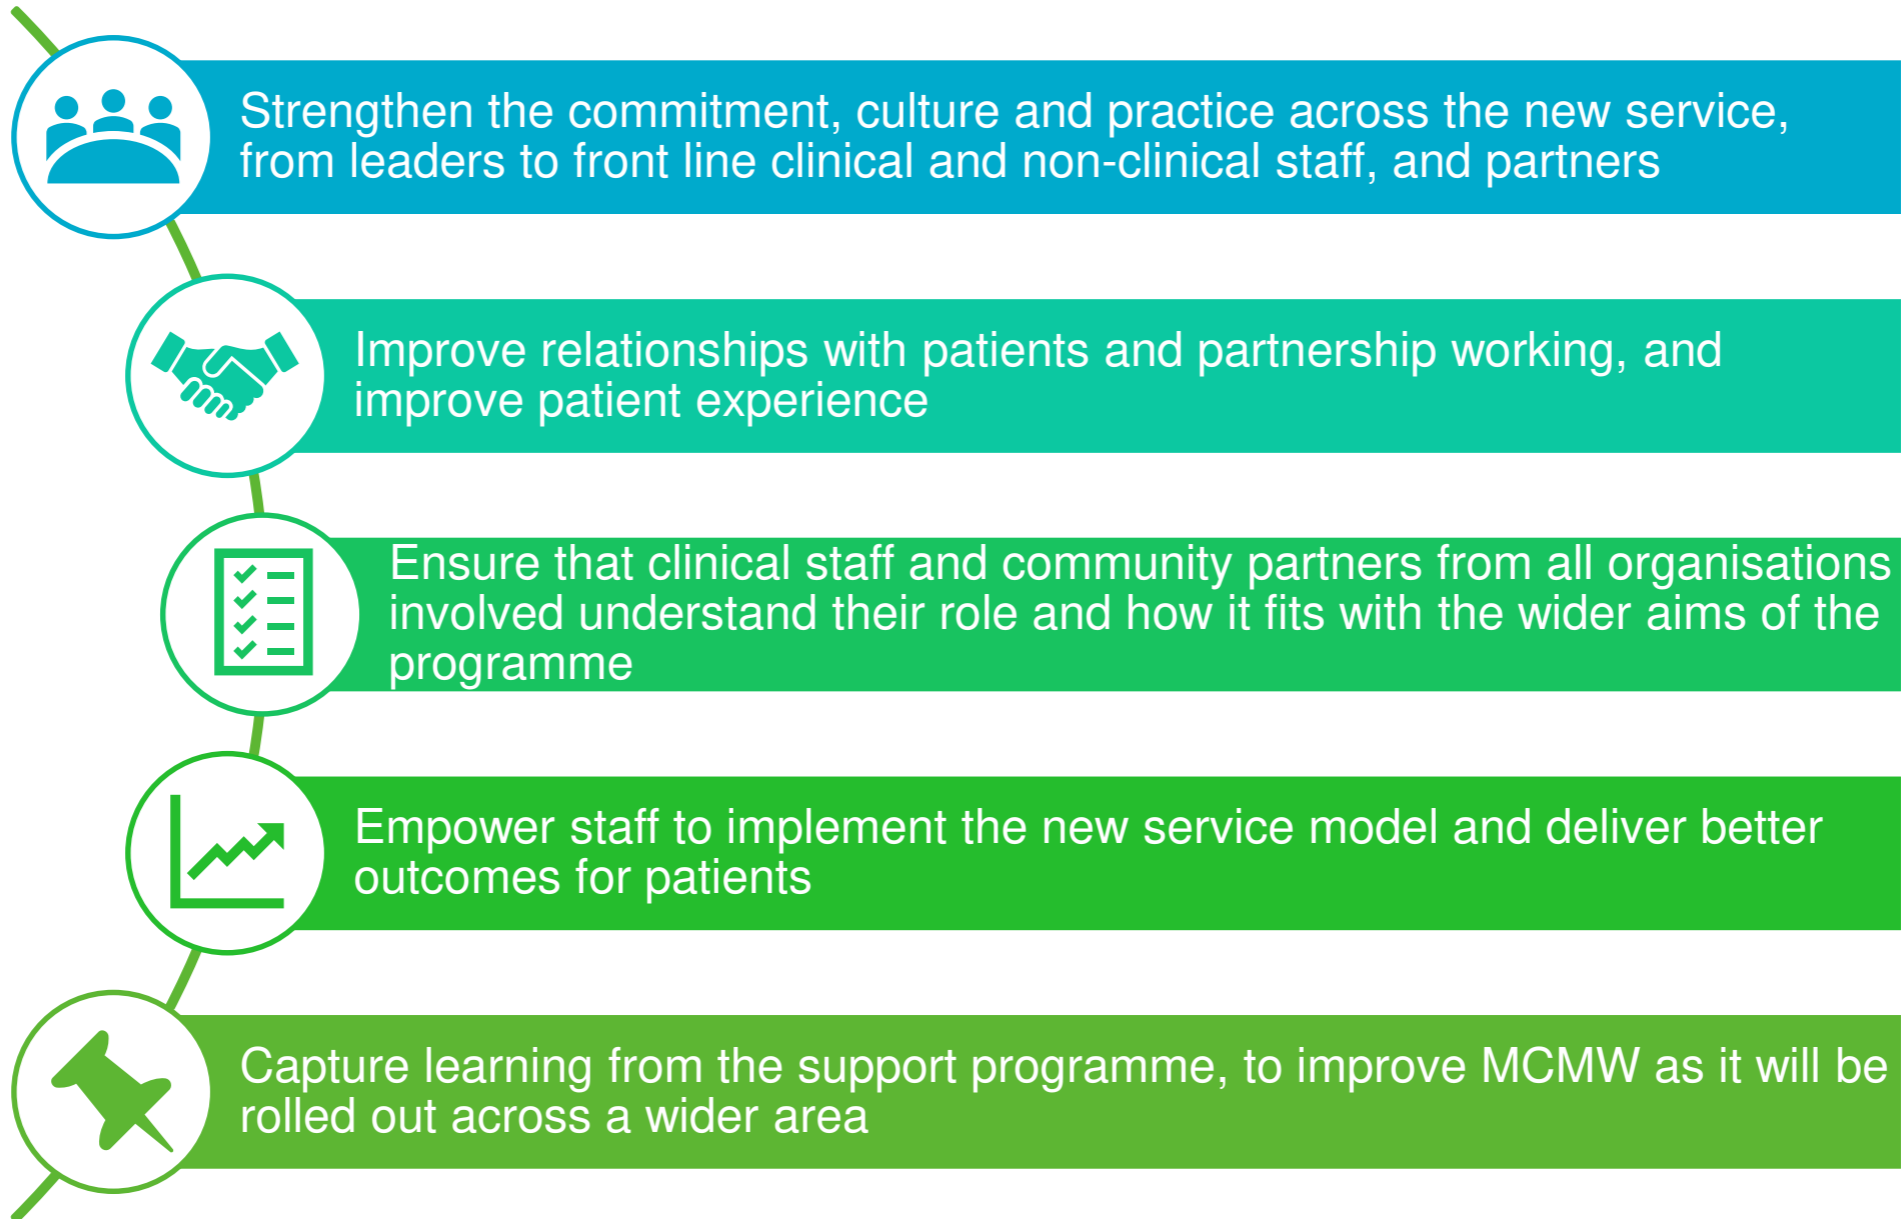 Strengthen the commitment, culture and practice across the new service,
from leaders to front line clinical and non-clinical staff, and partners
Improve relationships with patients and partnership working, and
improve patient experience
Ensure that clinical staff and community partners from all organisations
involved understand their role and how it fits with the wider aims of the
programme
Empower staff to implement the new service model and deliver better
outcomes for patients
Capture learning from the support programme, to improve MCMW as it will be
rolled out across a wider area